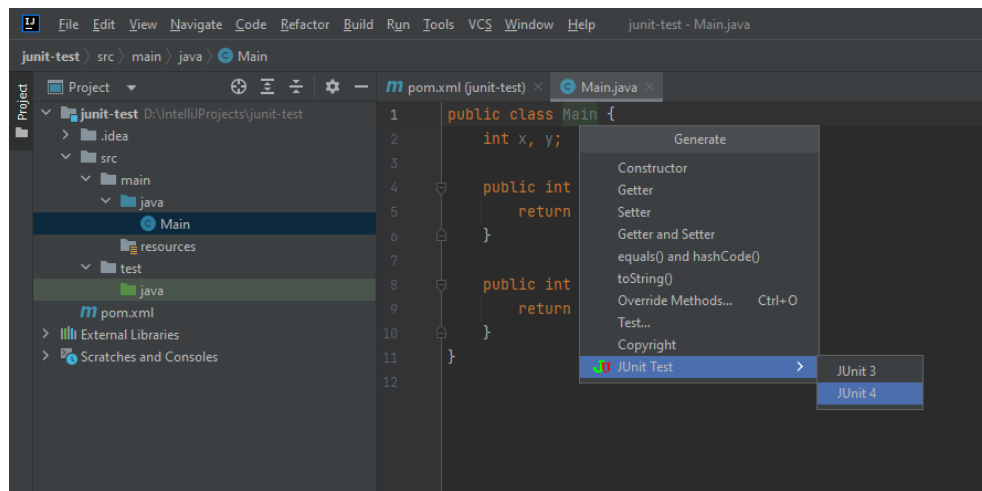 IJ File Edit View Navigate Code Refactor Build Run Tools VCS Window Help junit-test - Main.java
junit-test 〉 src 〉 main 〉 java 〉 C Main
Project
Project
m pom.xml (junit-test) × C Main.java ×
junit-test D:\IntelliJProjects\junit-test
.idea
src
main
java
C Main
resources
test
java
m pom.xml
External Libraries
Scratches and Consoles
1 public class Main {
2 int x, y;
3
4 public int
5 return
6 }
7
8 public int
9 return
10 }
11 }
12
Generate
Constructor
Getter
Setter
Getter and Setter
equals() and hashCode()
toString()
Override Methods... Ctrl+O
Test...
Copyright
JU JUnit Test >
JUnit 3
JUnit 4